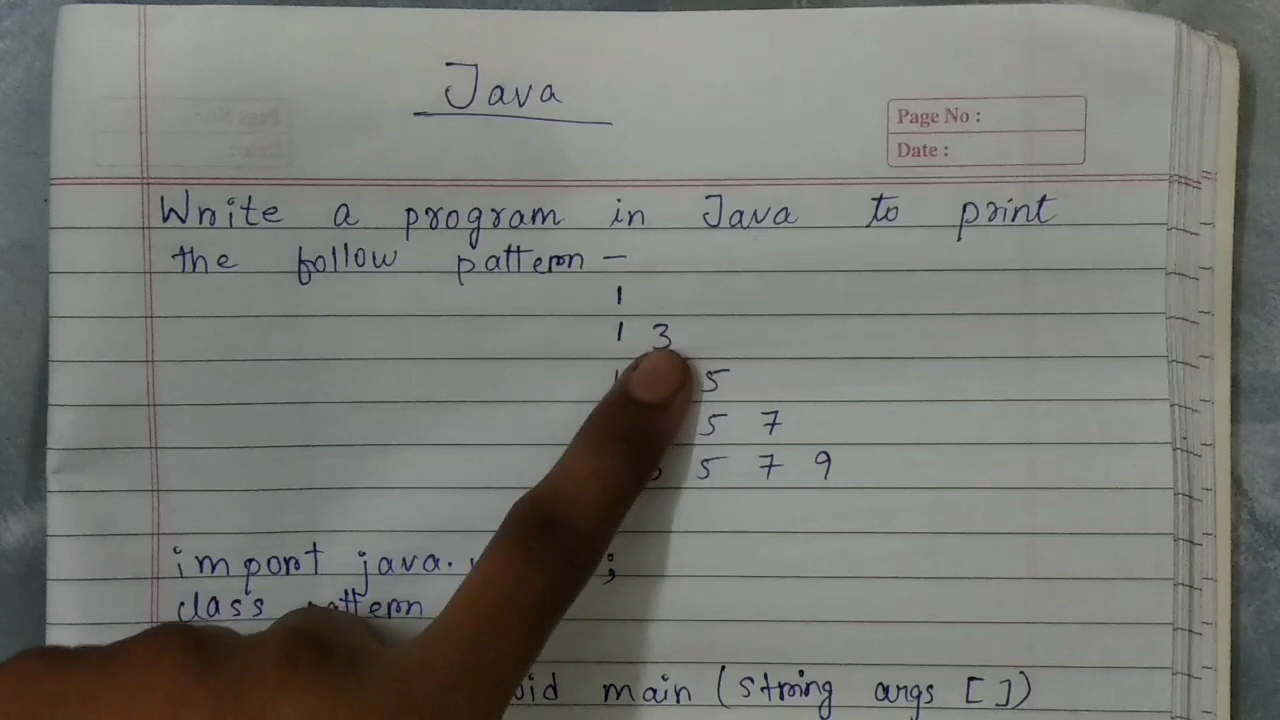 Java
Page No :
Date :
Write a program in Java to print
the follow pattern -
1
1 3
5
5 7
5 7 9
import java. ;
class pattern
main (string args [ ])